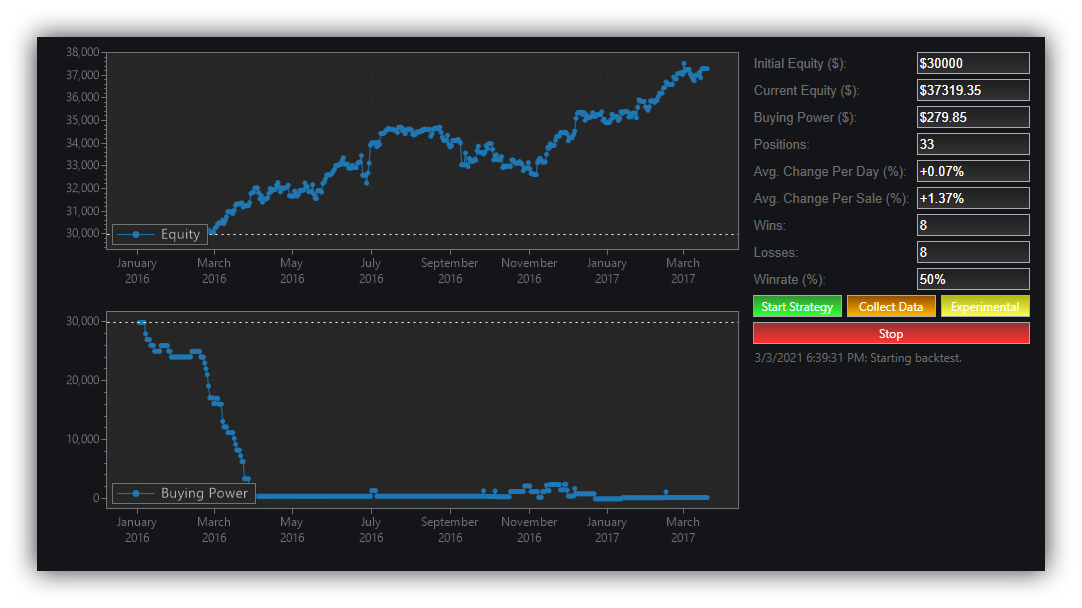 38,000
37,000
36,000
35,000
34,000
33,000
32,000
31,000
30,000
Equity
January March May July September November January March
2016 2016 2016 2016 2016 2016 2017 2017
30,000
20,000
10,000
0
Buying Power
January March May July September November January March
2016 2016 2016 2016 2016 2016 2017 2017
Initial Equity ($): $30000
Current Equity ($): $37319.35
Buying Power ($): $279.85
Positions: 33
Avg. Change Per Day (%): +0.07%
Avg. Change Per Sale (%): +1.37%
Wins: 8
Losses: 8
Winrate (%): 50%
Start Strategy Collect Data Experimental
Stop
3/3/2021 6:39:31 PM: Starting backtest.